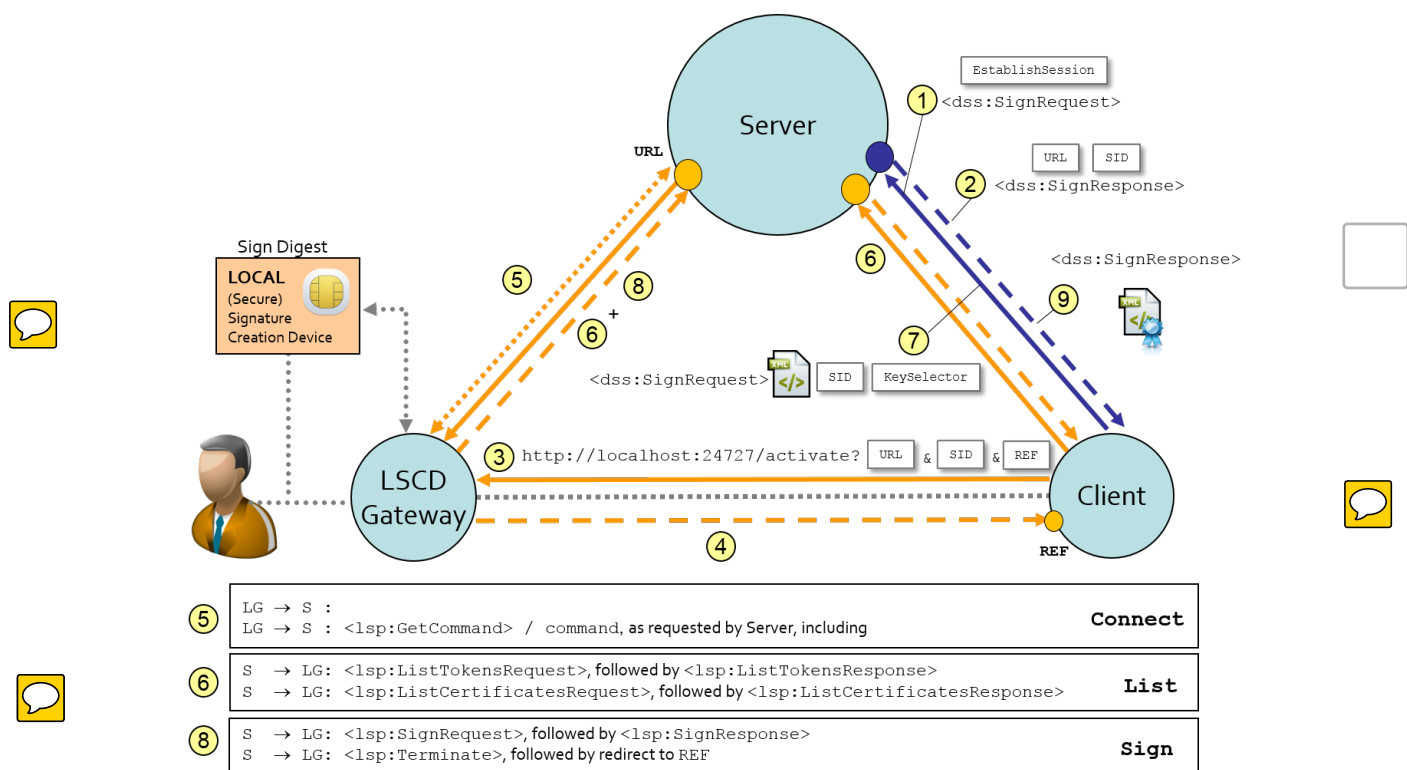 EstablishSession
1 <dss:SignRequest>
Server
URL
URL SID
2 <dss:SignResponse>
Sign Digest
LOCAL
(Secure)
Signature
Creation Device
5
8
6 +
6
<dss:SignResponse>
9
7
<dss:SignRequest> XML </> SID KeySelector
XML </>
3 http://localhost:24727/activate? URL & SID & REF
LSCD
Gateway
Client
4
REF
5
LG → S :
LG → S : <lsp:GetCommand> / command, as requested by Server, including
Connect
6
S → LG: <lsp:ListTokensRequest>, followed by <lsp:ListTokensResponse>
S → LG: <lsp:ListCertificatesRequest>, followed by <lsp:ListCertificatesResponse>
List
8
S → LG: <lsp:SignRequest>, followed by <lsp:SignResponse>
S → LG: <lsp:Terminate>, followed by redirect to REF
Sign